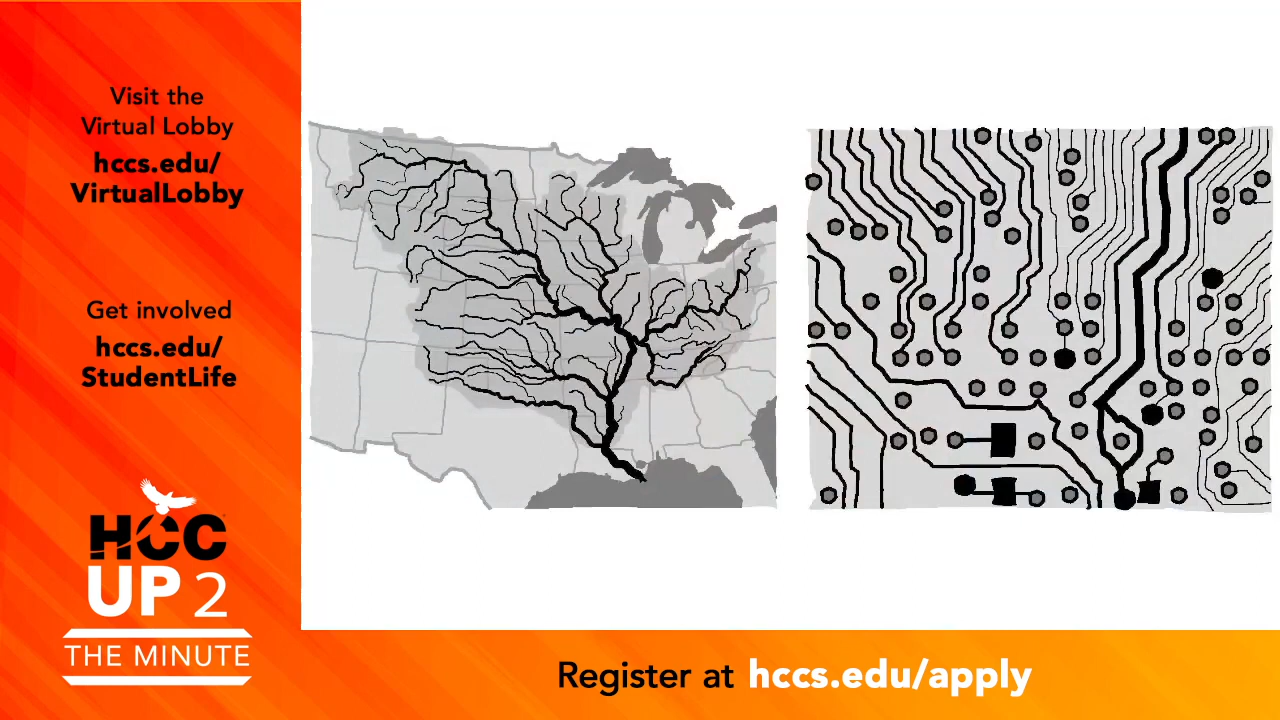 Visit the
Virtual Lobby
hccs.edu/
VirtualLobby
Get involved
hccs.edu/
StudentLife
HCC
UP 2
THE MINUTE
Register at hccs.edu/apply